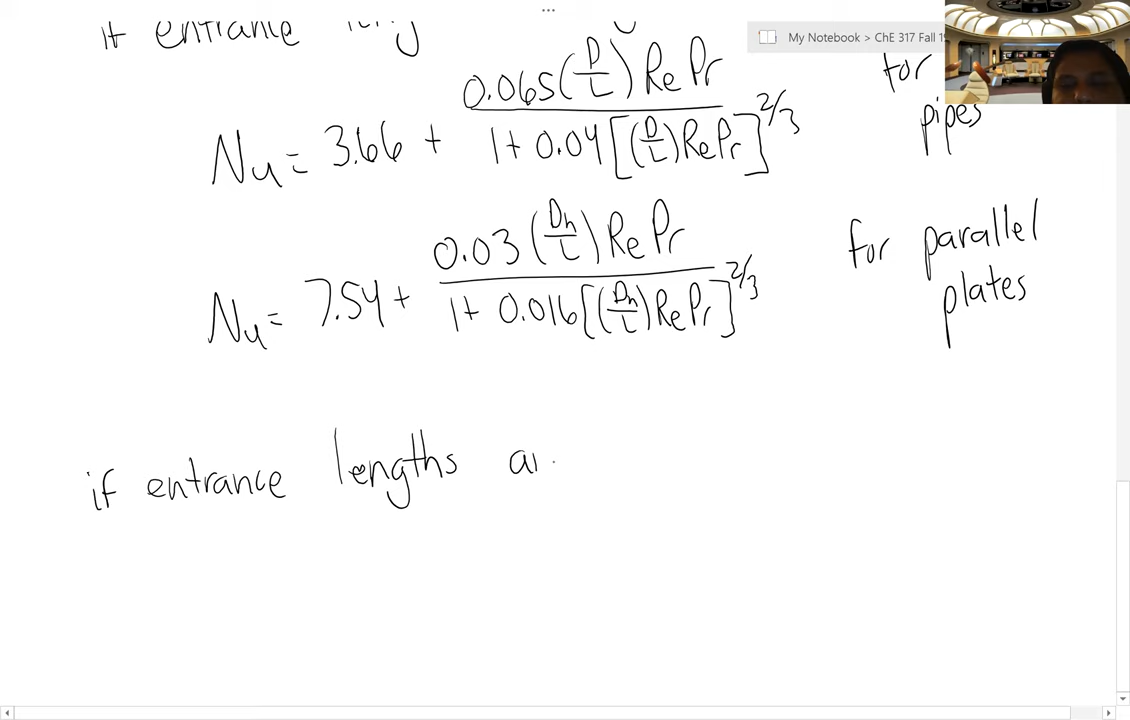 My Notebook > ChE 317 Fall 19
if entrance
Nu = 3.66 + 0.065(D/L) Re Pr / 1 + 0.04[(D/L) Re Pr]^2/3 for pipes
Nu = 7.54 + 0.03(Dh/L) Re Pr / 1 + 0.016[(Dh/L) Re Pr]^2/3 for parallel plates
if entrance lengths